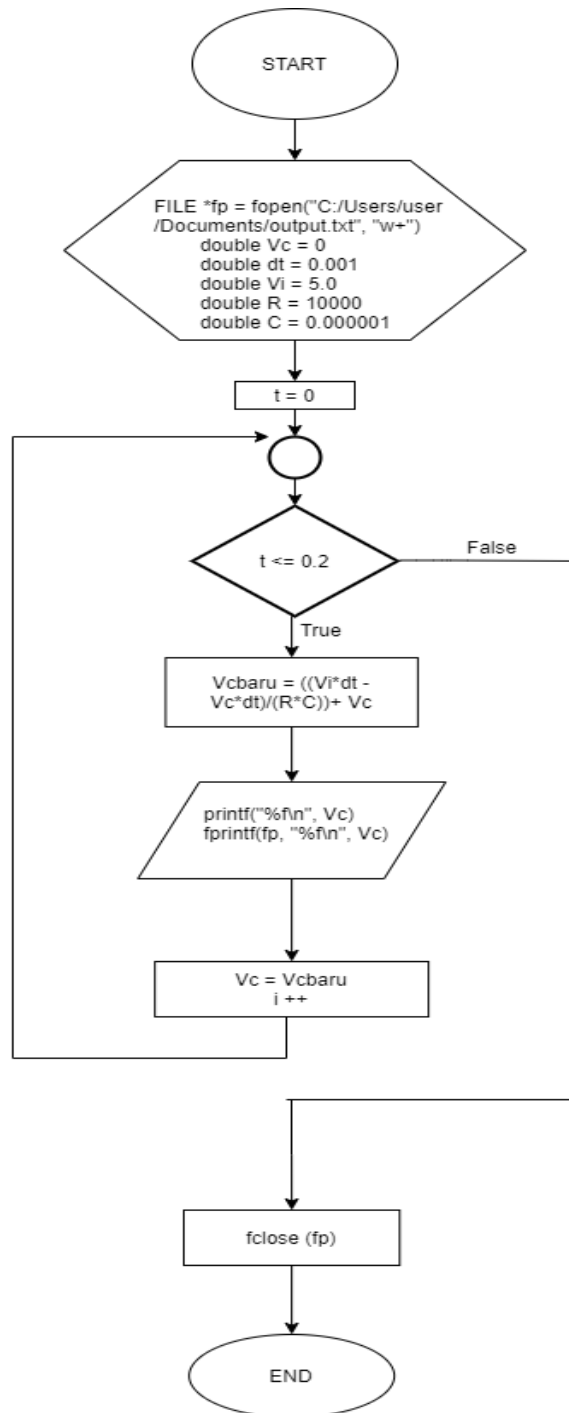 START
FILE *fp = fopen("C:/Users/user
/Documents/output.txt", "w+")
double Vc = 0
double dt = 0.001
double Vi = 5.0
double R = 10000
double C = 0.000001
t = 0
t <= 0.2
False
True
Vcbaru = ((Vi*dt -
Vc*dt)/(R*C))+ Vc
printf("%f\n", Vc)
fprintf(fp, "%f\n", Vc)
Vc = Vcbaru
i ++
fclose (fp)
END